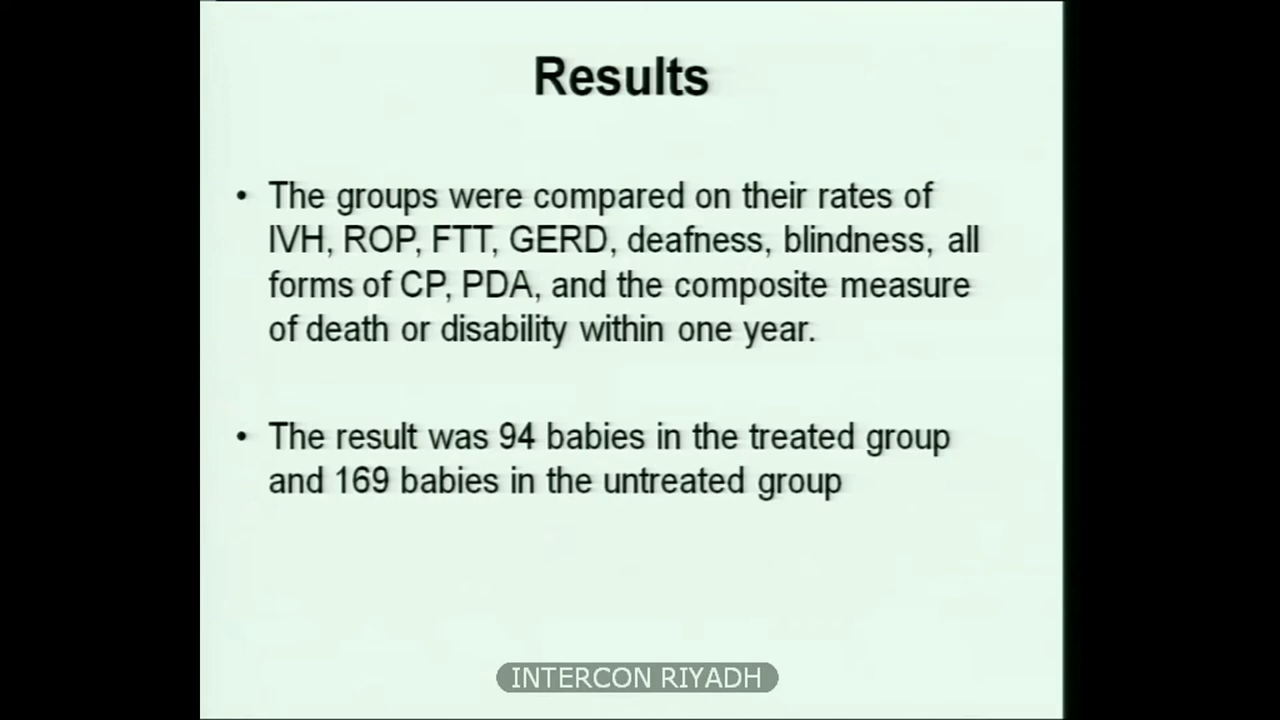 Results
• The groups were compared on their rates of
IVH, ROP, FTT, GERD, deafness, blindness, all
forms of CP, PDA, and the composite measure
of death or disability within one year.
• The result was 94 babies in the treated group
and 169 babies in the untreated group
INTERCON RIYADH